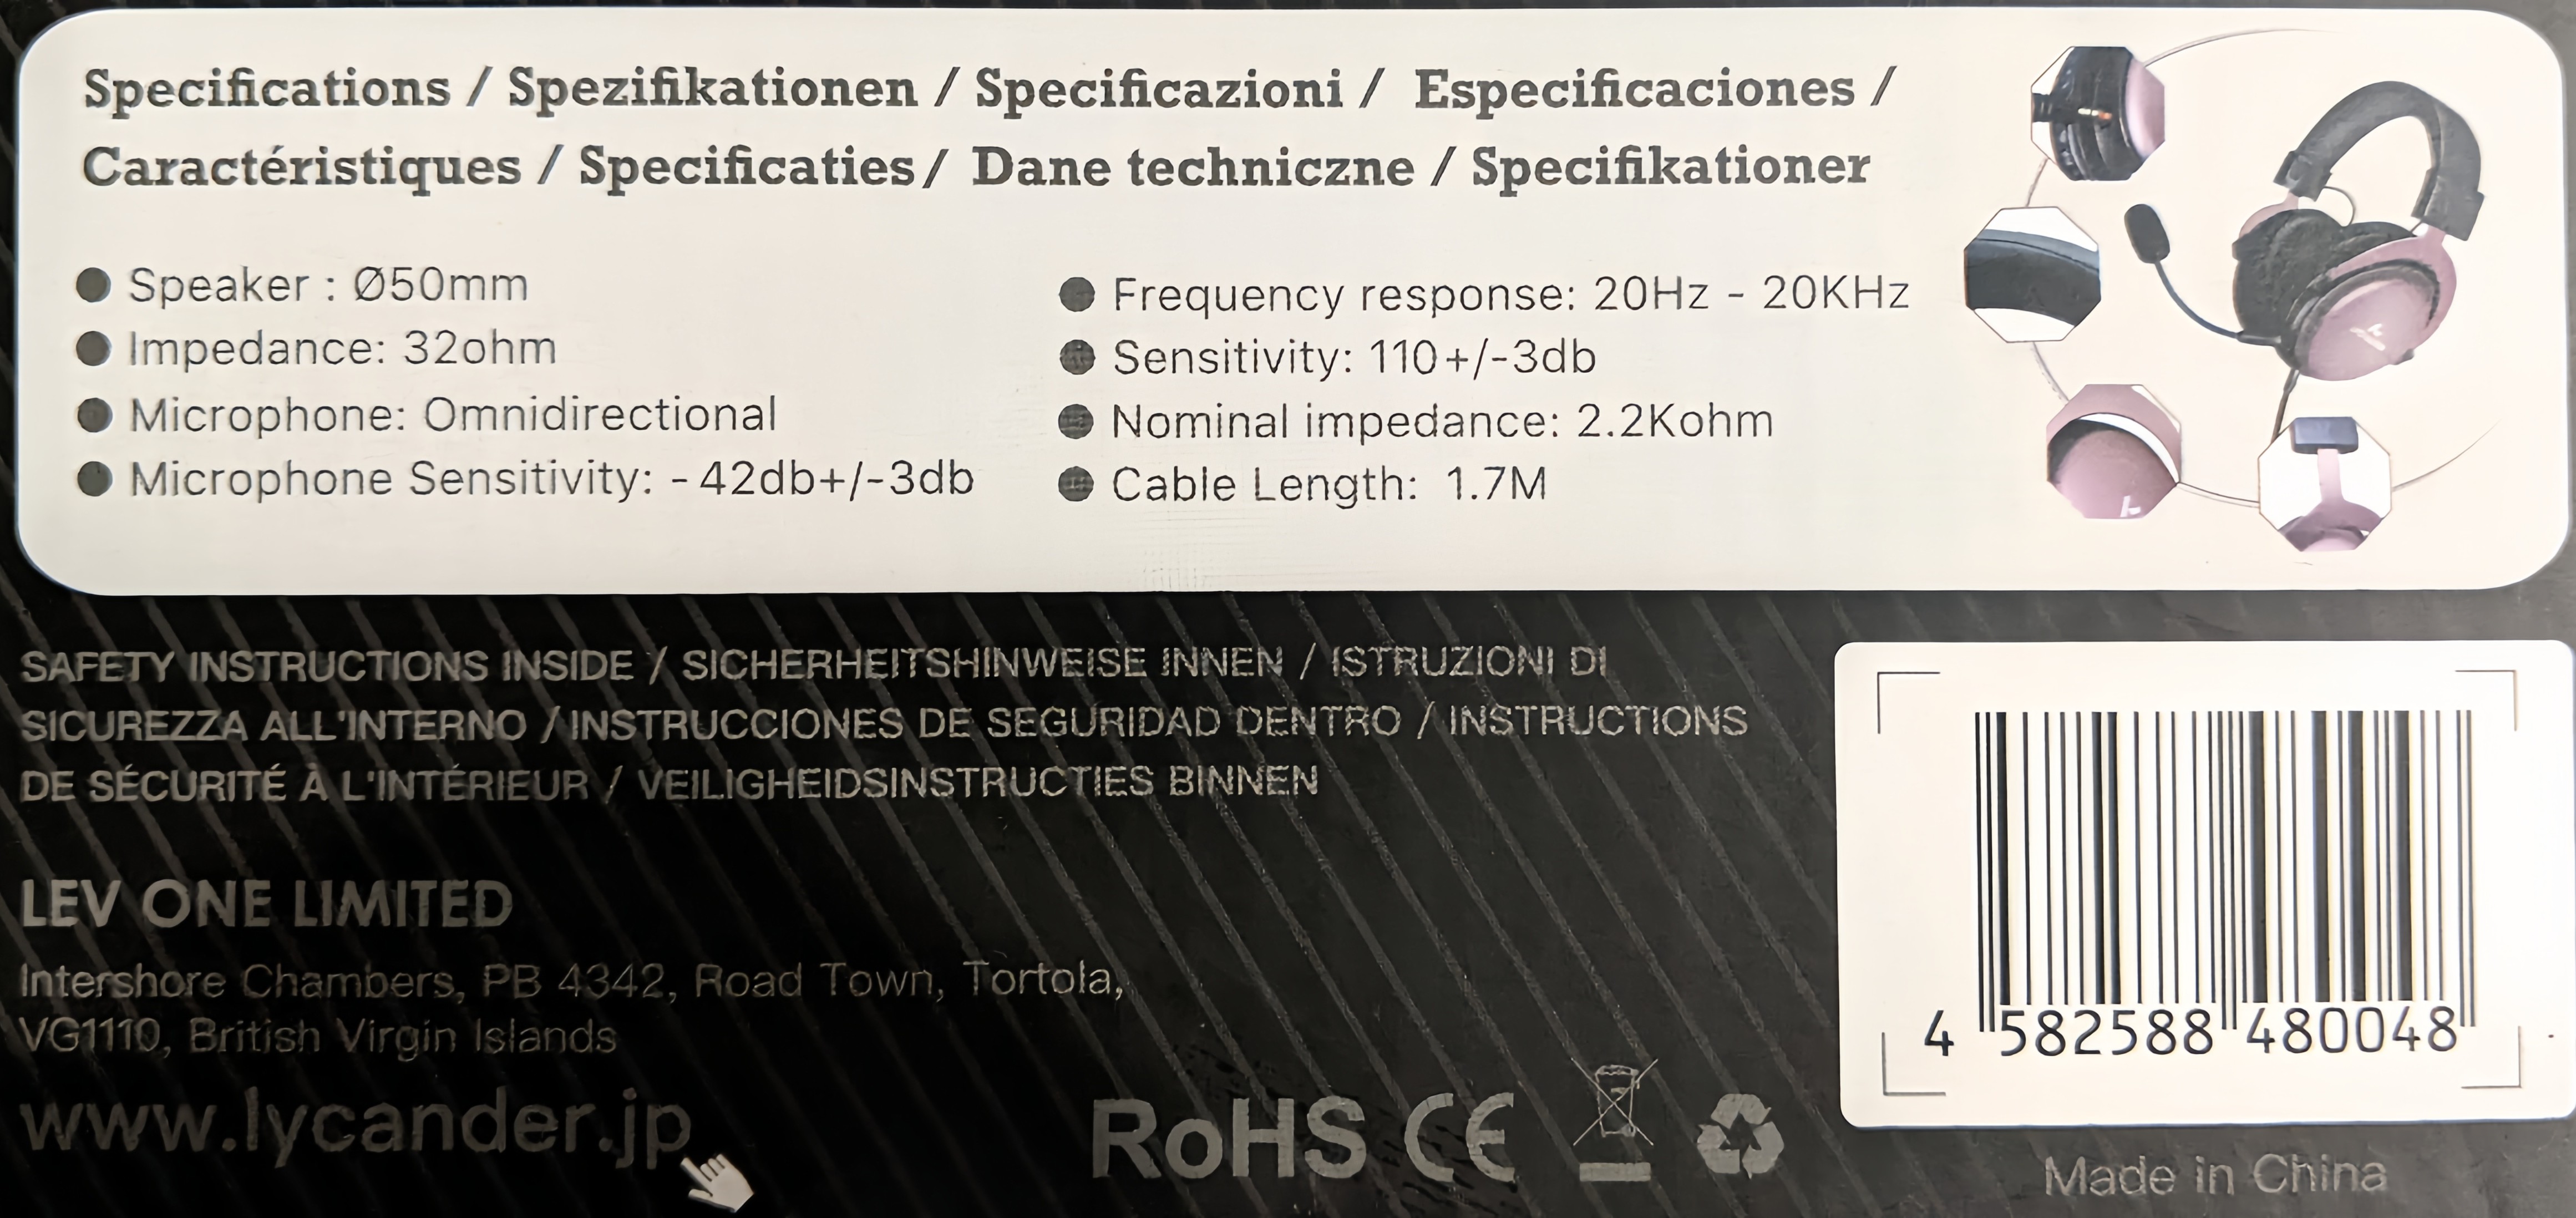 Specifications / Spezifikationen / Specificazioni / Especificaciones /
Caractéristiques / Specificaties / Dane techniczne / Specifikationer
Speaker : Ø50mm
Impedance: 32ohm
Microphone: Omnidirectional
Microphone Sensitivity: -42db+/-3db
Frequency response: 20Hz - 20KHz
Sensitivity: 110+/-3db
Nominal impedance: 2.2Kohm
Cable Length: 1.7M
SAFETY INSTRUCTIONS INSIDE / SICHERHEITSHINWEISE INNEN / ISTRUZIONI DI
SICUREZZA ALL'INTERNO / INSTRUCCIONES DE SEGURIDAD DENTRO / INSTRUCTIONS
DE SÉCURITÉ À L'INTÉRIEUR / VEILIGHEIDSINSTRUCTIES BINNEN
LEV ONE LIMITED
Intershore Chambers, PB 4342, Road Town, Tortola,
VG1110, British Virgin Islands
www.lycander.jp
RoHS CE
4 582588 480048
Made in China